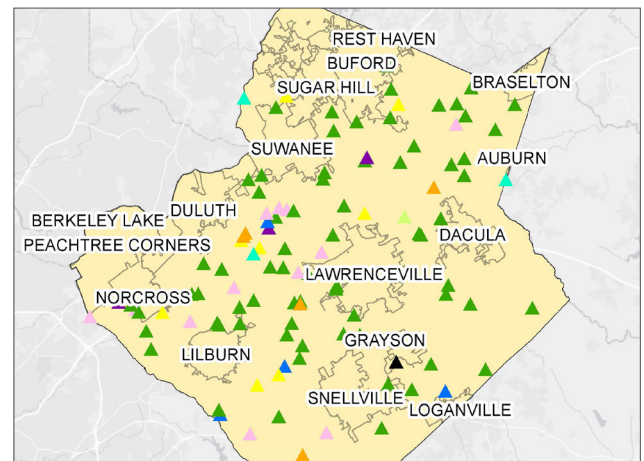 REST HAVEN
BUFORD
SUGAR HILL
BRASELTON
SUWANEE
AUBURN
DULUTH
BERKELEY LAKE
PEACHTREE CORNERS
DACULA
LAWRENCEVILLE
NORCROSS
GRAYSON
LILBURN
SNELLVILLE
LOGANVILLE